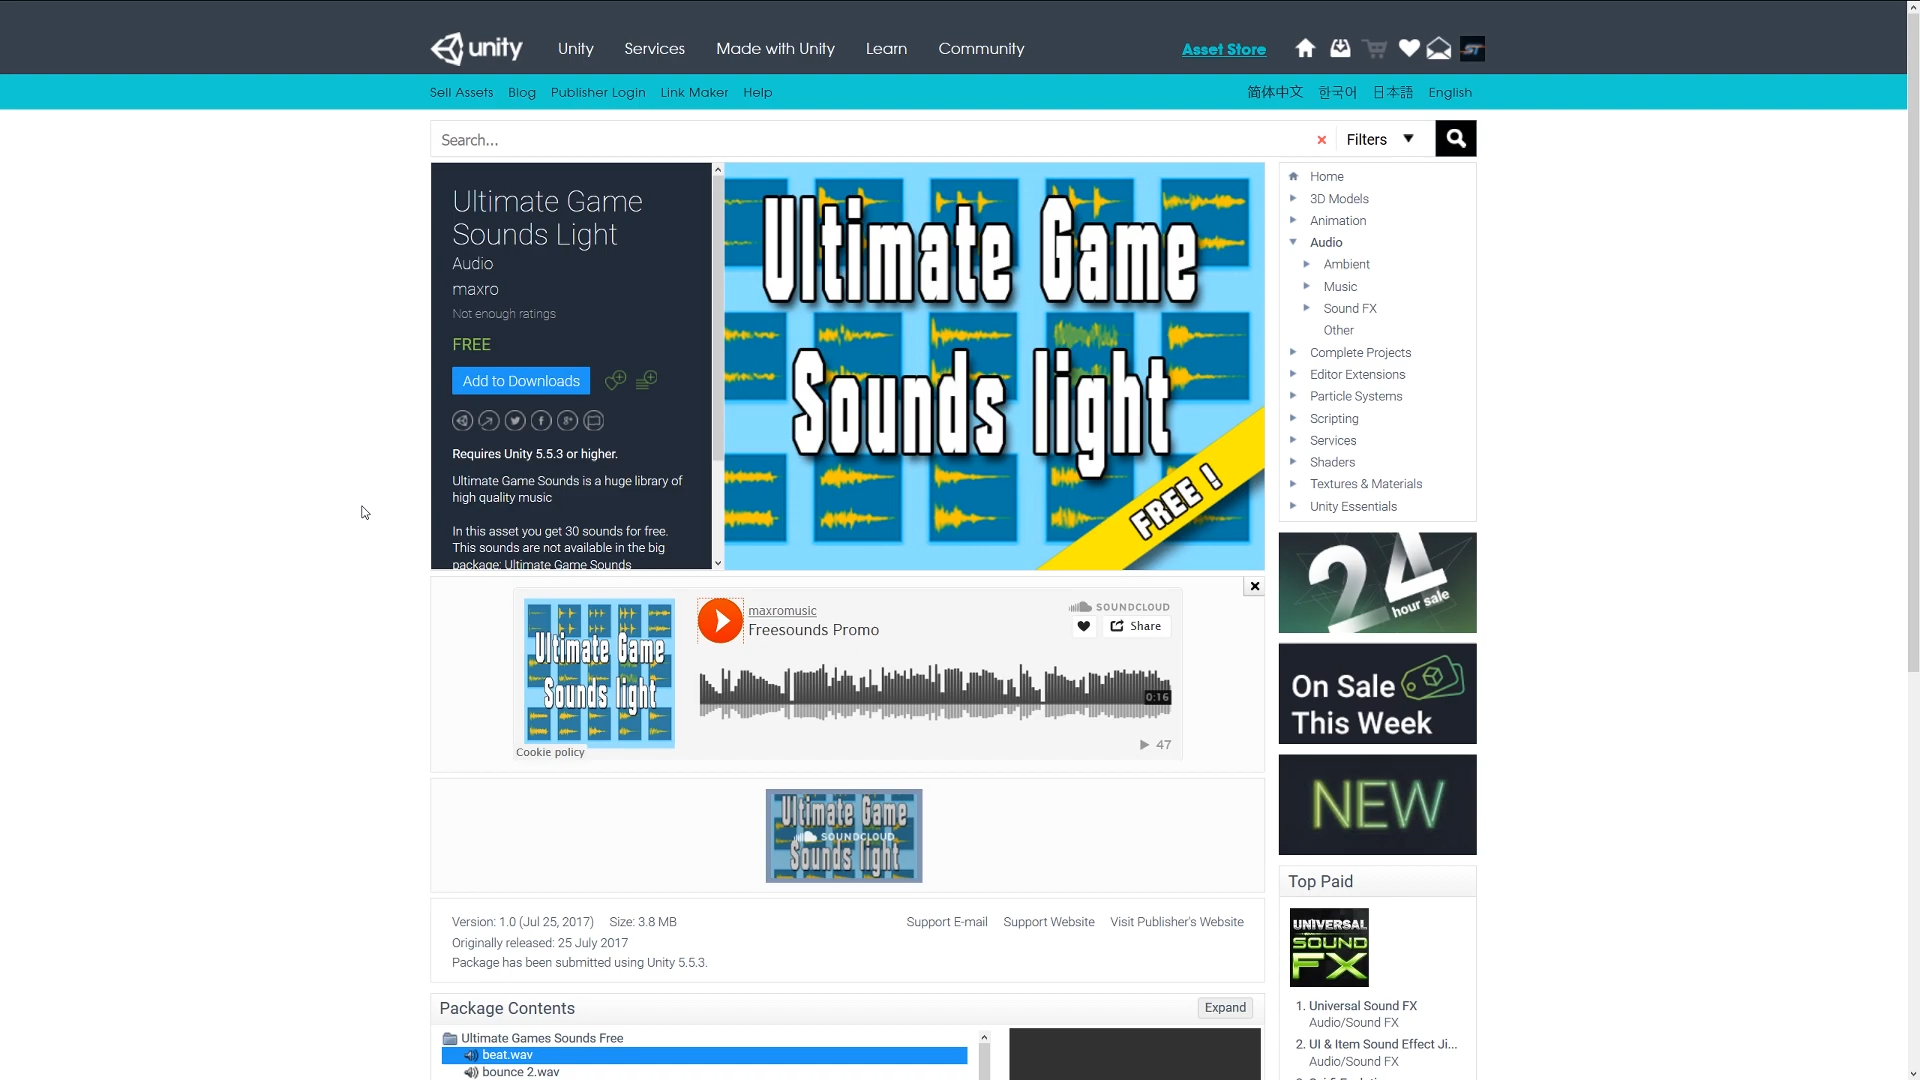 unity
Unity Services Made with Unity Learn Community
Asset Store
ST
Sell Assets Blog Publisher Login Link Maker Help
简体中文 한국어 日本語 English
Search...
Filters
Ultimate Game
Sounds Light
Audio
maxro
Not enough ratings
FREE
Add to Downloads
Requires Unity 5.5.3 or higher.
Ultimate Game Sounds is a huge library of
high quality music
In this asset you get 30 sounds for free.
This sounds are not available in the big
package: Ultimate Game Sounds
Ultimate Game
Sounds light
FREE !
Home
3D Models
Animation
Audio
Ambient
Music
Sound FX
Other
Complete Projects
Editor Extensions
Particle Systems
Scripting
Services
Shaders
Textures & Materials
Unity Essentials
24
hour sale
On Sale
This Week
NEW
Ultimate Game
Sounds light
Cookie policy
maxromusic
Freesounds Promo
SOUNDCLOUD
Share
0:16
47
Ultimate Game
SOUNDCLOUD
Sounds light
Version: 1.0 (Jul 25, 2017) Size: 3.8 MB
Originally released: 25 July 2017
Package has been submitted using Unity 5.5.3.
Support E-mail Support Website Visit Publisher's Website
Package Contents
Expand
Ultimate Games Sounds Free
beat.wav
bounce 2.wav
Top Paid
UNIVERSAL
SOUND
FX
1. Universal Sound FX
Audio/Sound FX
2. UI & Item Sound Effect Ji...
Audio/Sound FX